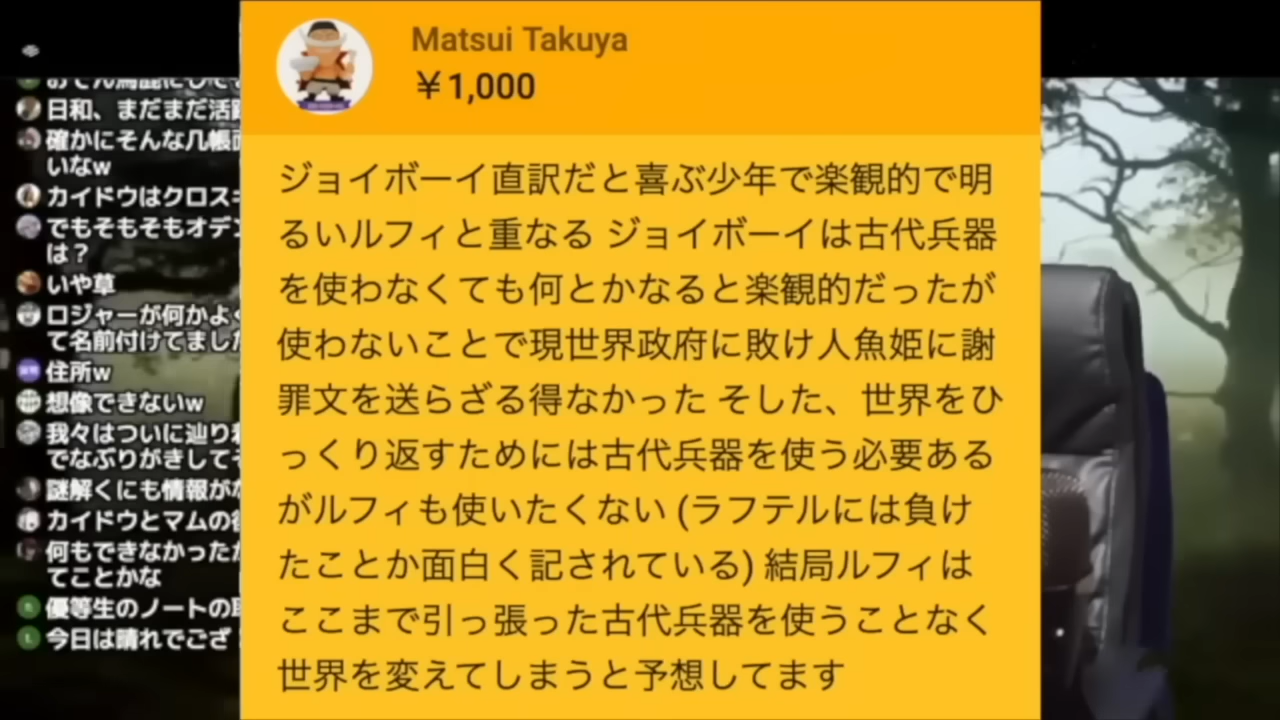 Matsui Takuya
￥1,000
ジョイボーイ直訳だと喜ぶ少年で楽観的で明
るいルフィと重なる ジョイボーイは古代兵器
を使わなくても何とかなると楽観的だったが
使わないことで現世界政府に敗け人魚姫に謝
罪文を送らざる得なかった そした、世界をひ
っくり返すためには古代兵器を使う必要ある
がルフィも使いたくない (ラフテルには負け
たことか面白く記されている) 結局ルフィは
ここまで引っ張った古代兵器を使うことなく
世界を変えてしまうと予想してます
日和、まだまだ活
確かにそんな几帳
いなw
カイドウはクロス
でもそもそもオデ
は？
いや草
ロジャーが何かよ
て名前付けてました
住所w
想像できないw
我々はついに辿り
でなぶりがきして
謎解くにも情報が
カイドウとマムの
何もできなかった
てことかな
優等生のノートの
今日は晴れでござ